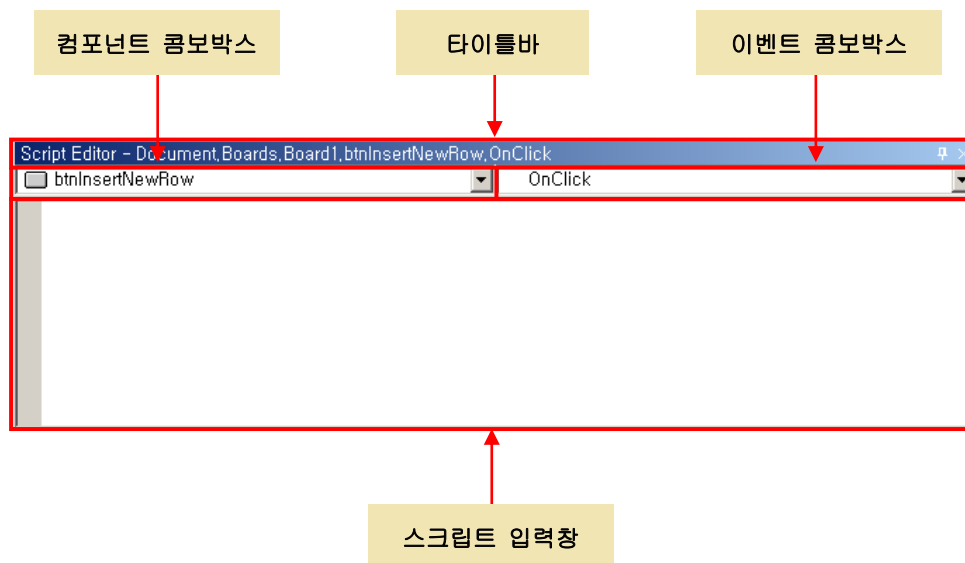 컴포넌트 콤보박스
타이틀바
이벤트 콤보박스
Script Editor - Document,Boards,Board1,btnInsertNewRow,OnClick
btnInsertNewRow
OnClick
스크립트 입력창